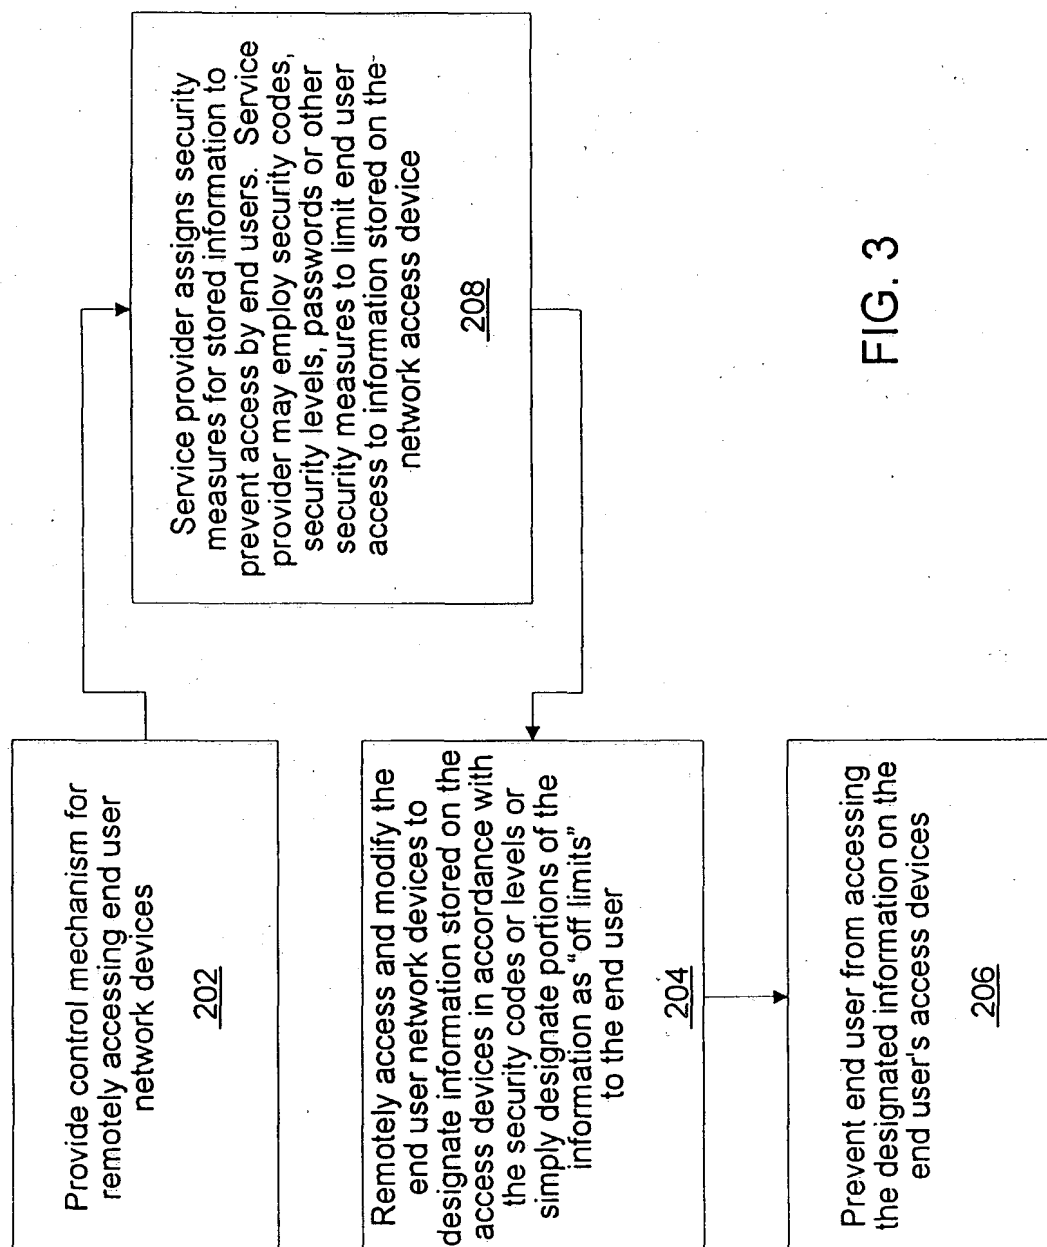 Provide control mechanism for
remotely accessing end user
network devices
202
Service provider assigns security
measures for stored information to
prevent access by end users. Service
provider may employ security codes,
security levels, passwords or other
security measures to limit end user
access to information stored on the
network access device
208
Remotely access and modify the
end user network devices to
designate information stored on the
access devices in accordance with
the security codes or levels or
simply designate portions of the
information as "off limits"
to the end user
204
Prevent end user from accessing
the designated information on the
end user's access devices
206
FIG. 3